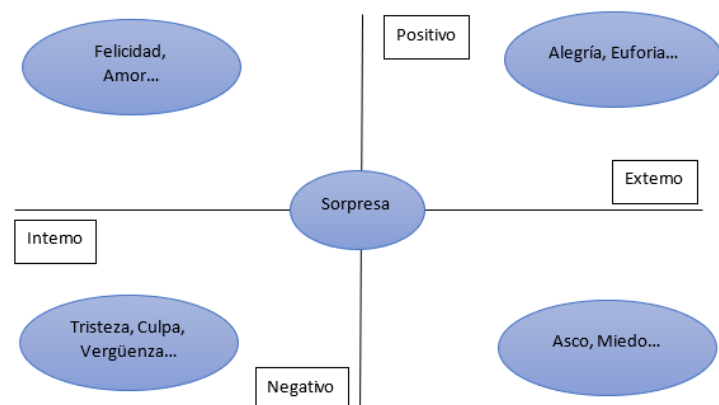 Felicidad,
Amor...
Positivo
Alegría, Euforia...
Externo
Sorpresa
Interno
Tristeza, Culpa,
Vergüenza...
Asco, Miedo...
Negativo